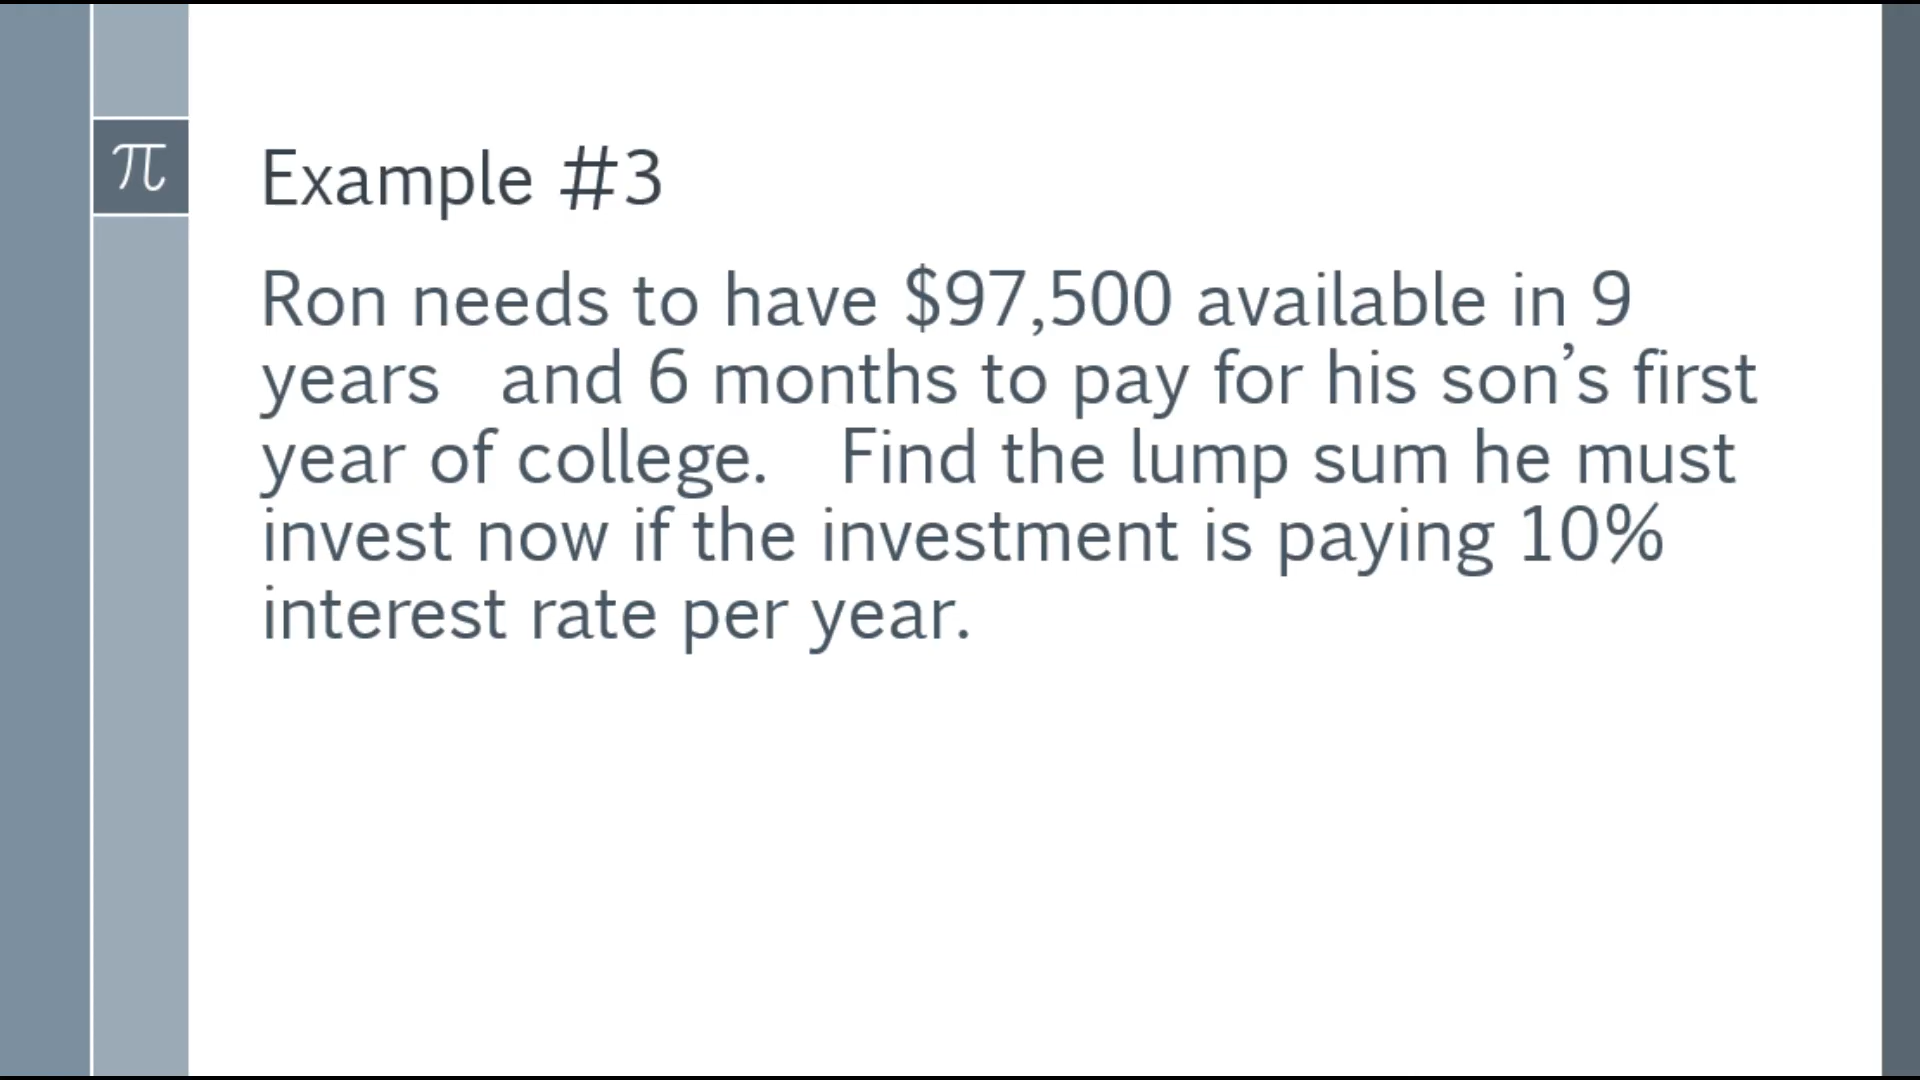 π
Example #3
Ron needs to have $97,500 available in 9
years and 6 months to pay for his son’s first
year of college. Find the lump sum he must
invest now if the investment is paying 10%
interest rate per year.